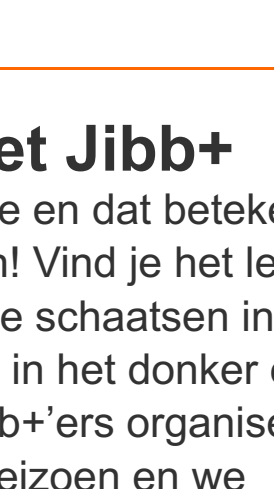 et Jibb+
e en dat beteke
n! Vind je het le
e schaatsen in
in het donker
b+'ers organise
eizoen en we